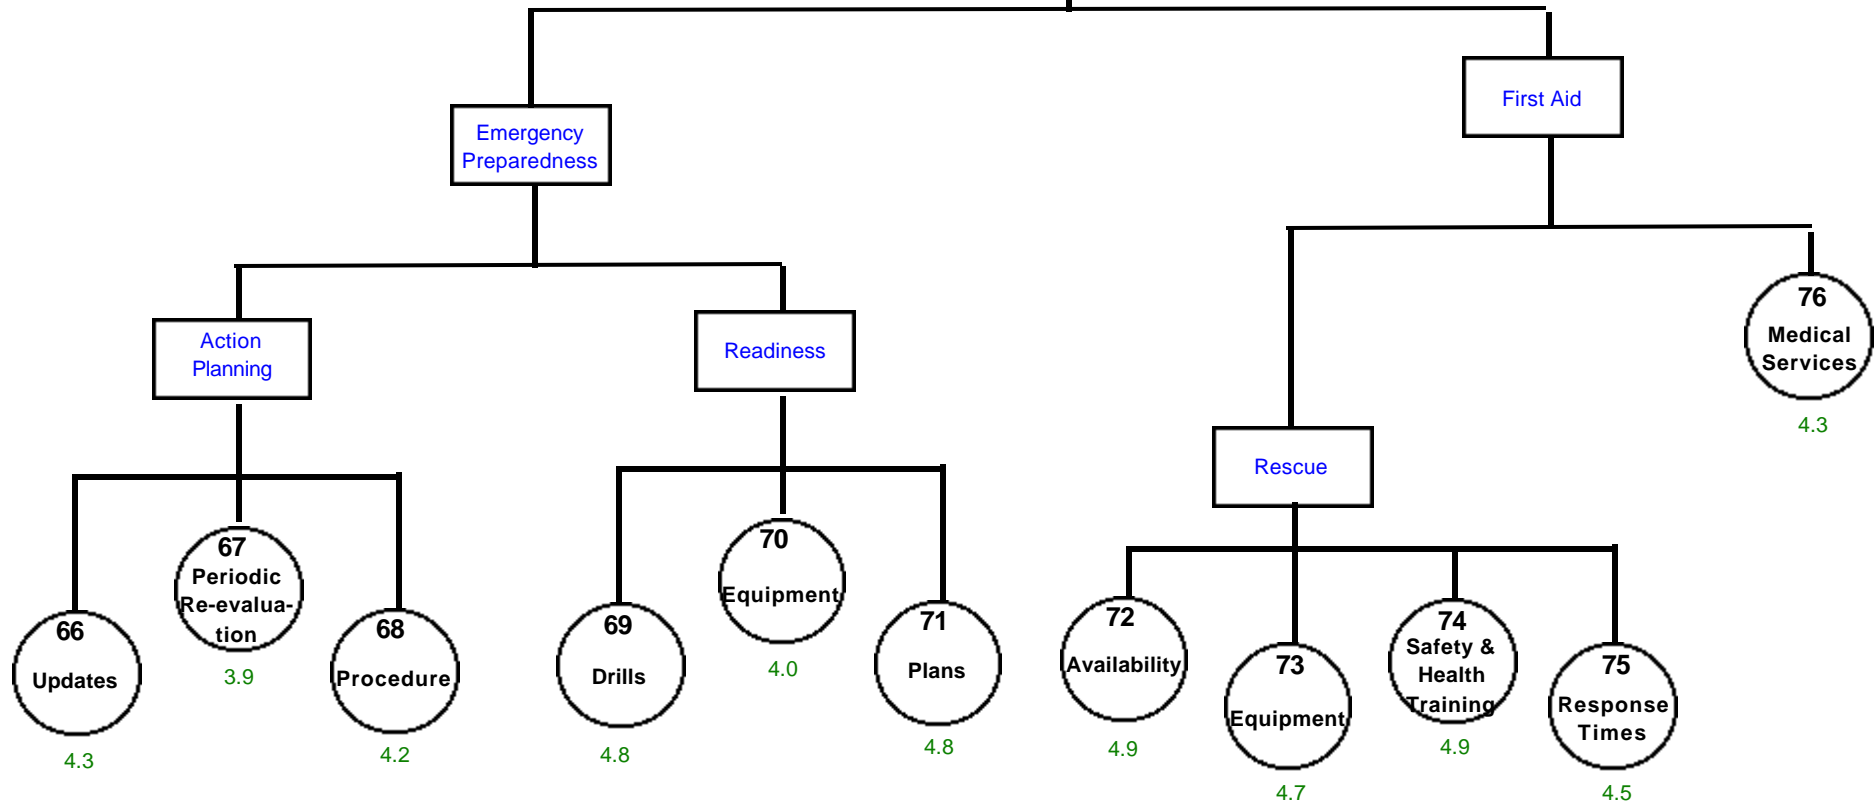 First Aid
Emergency
Preparedness
Action
Planning
Readiness
76
Medical
Services
4.3
Rescue
67
Periodic
Re-evalua-
tion
3.9
66
Updates
4.3
68
Procedure
4.2
69
Drills
4.8
70
Equipment
4.0
71
Plans
4.8
72
Availability
4.9
73
Equipment
4.7
74
Safety &
Health
Training
4.9
75
Response
Times
4.5